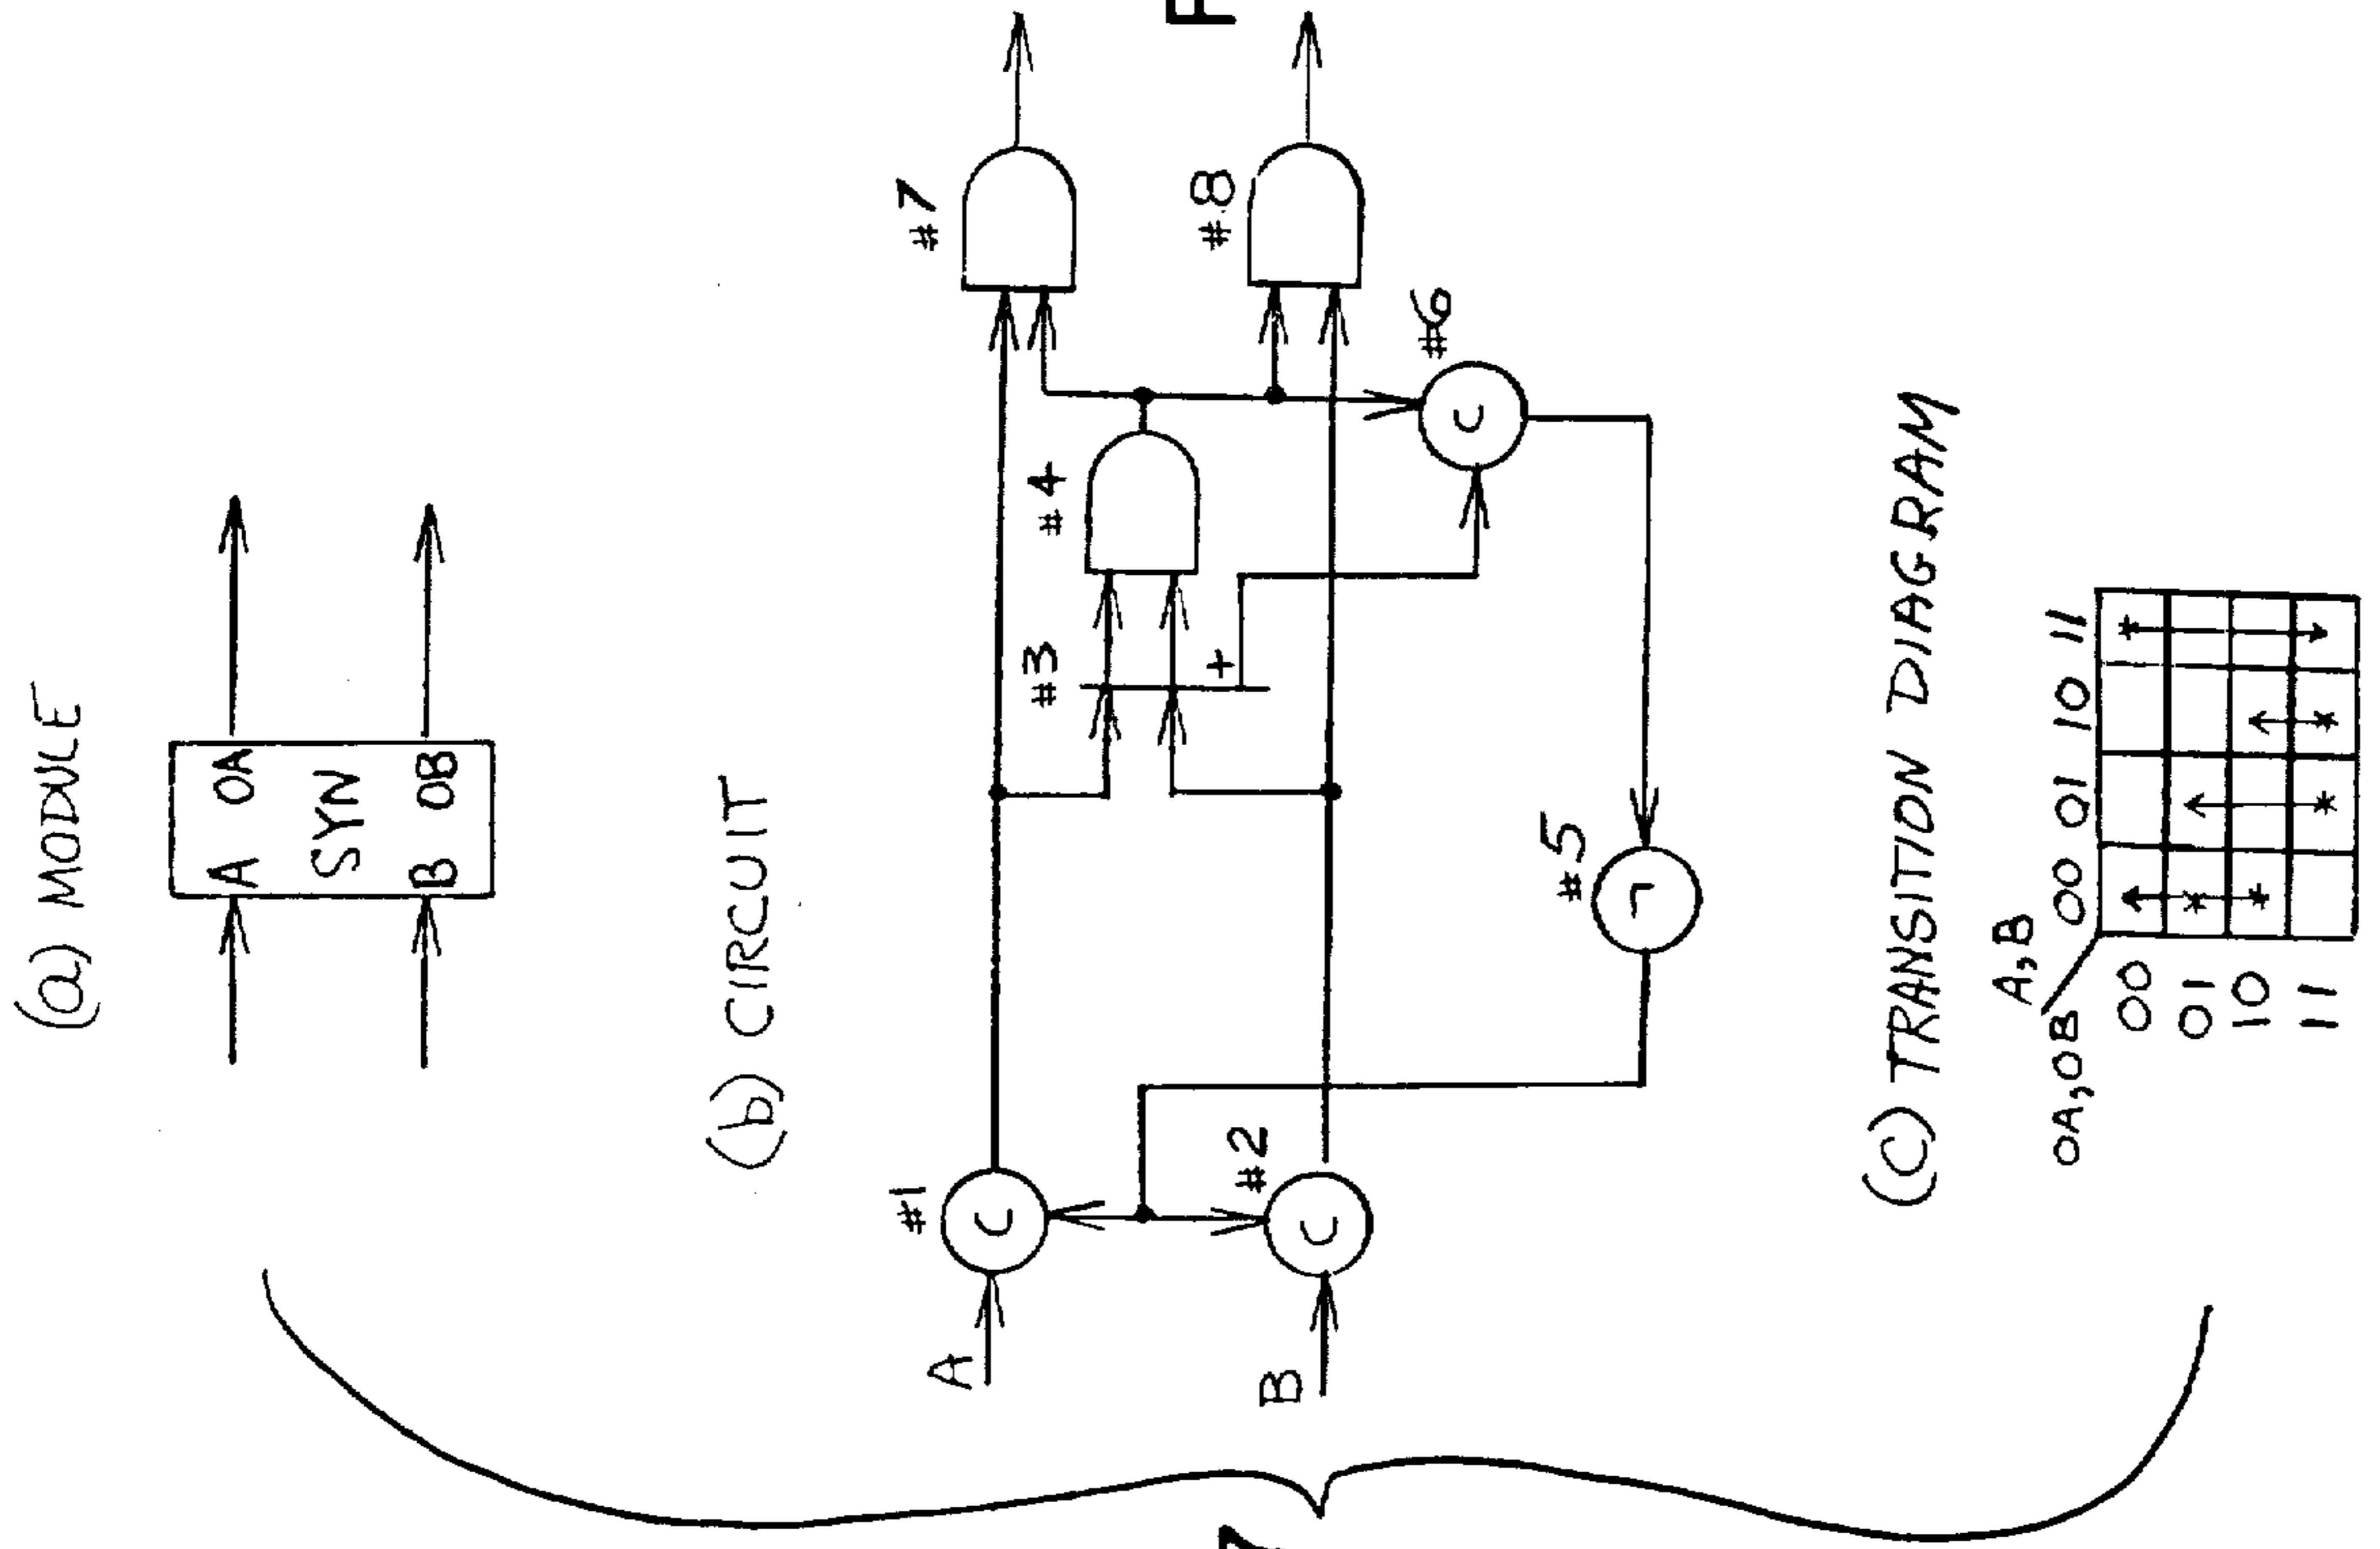 (a) MODULE
A OA
SYN
B OB
(b) CIRCUIT
#1
C
A
#2
C
B
#3
+
#4
#5
¬
#6
C
#7
#8
(c) TRANSITION DIAGRAM
A,B
OA,OB
00 01 10 11
00
01
10
11